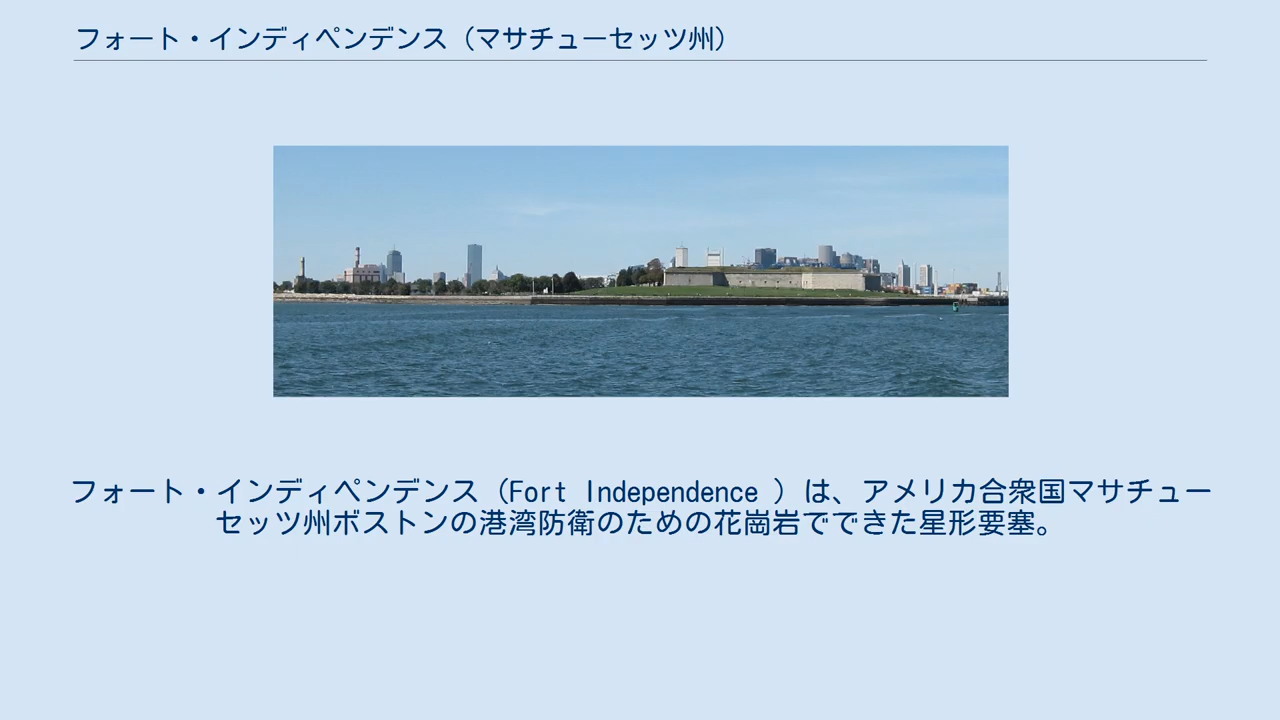 フォート・インディペンデンス（マサチューセッツ州）
フォート・インディペンデンス（Fort Independence ）は、アメリカ合衆国マサチュー
セッツ州ボストンの港湾防衛のための花崗岩でできた星形要塞。